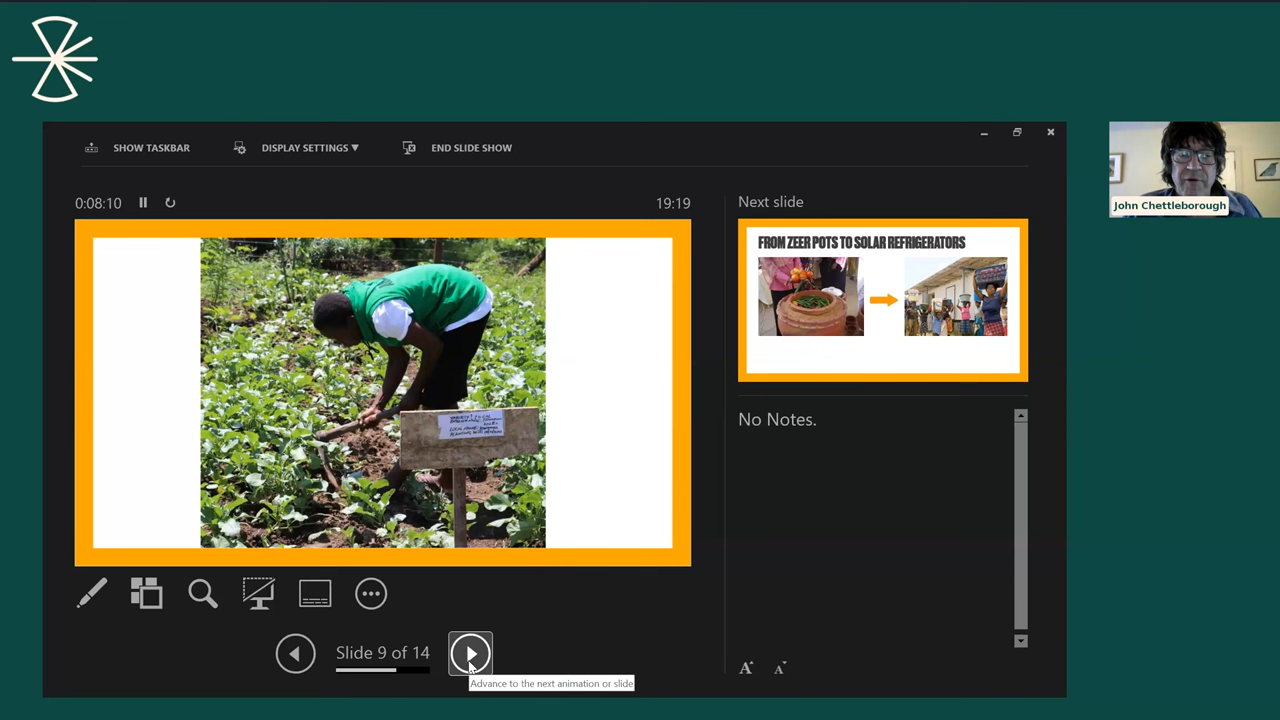 SHOW TASKBAR
DISPLAY SETTINGS ▼
END SLIDE SHOW
0:08:10
19:19
Next slide
FROM ZEER POTS TO SOLAR REFRIGERATORS
No Notes.
Slide 9 of 14
Advance to the next animation or slide
A
A
John Chettleborough